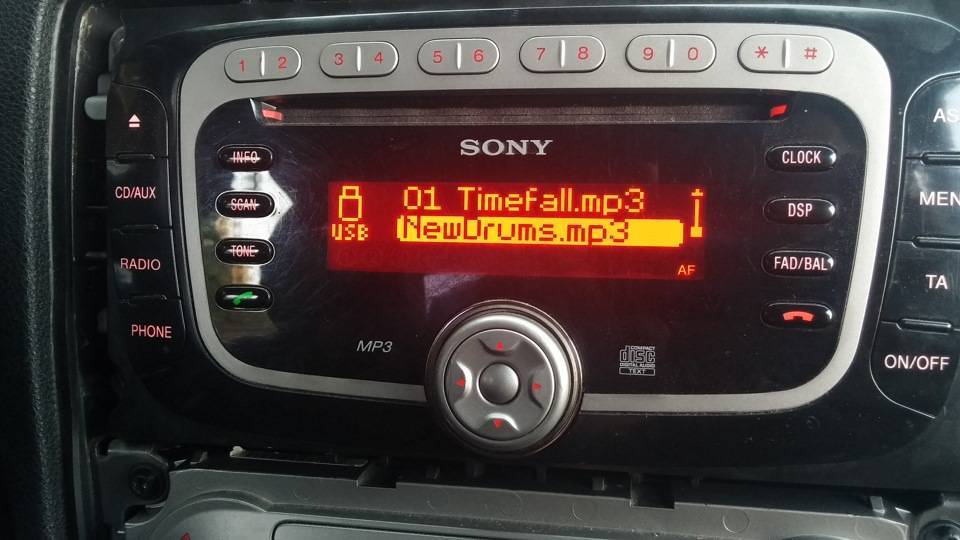 1 2 3 4 5 6 7 8 9 0 * #
SONY
INFO
SCAN
TONE
CD/AUX
RADIO
PHONE
USB
01 Timefall.mp3
NewDrums.mp3
AF
CLOCK
DSP
FAD/BAL
AS
MEN
TA
ON/OFF
MP3
COMPACT
disc
DIGITAL AUDIO
TEXT